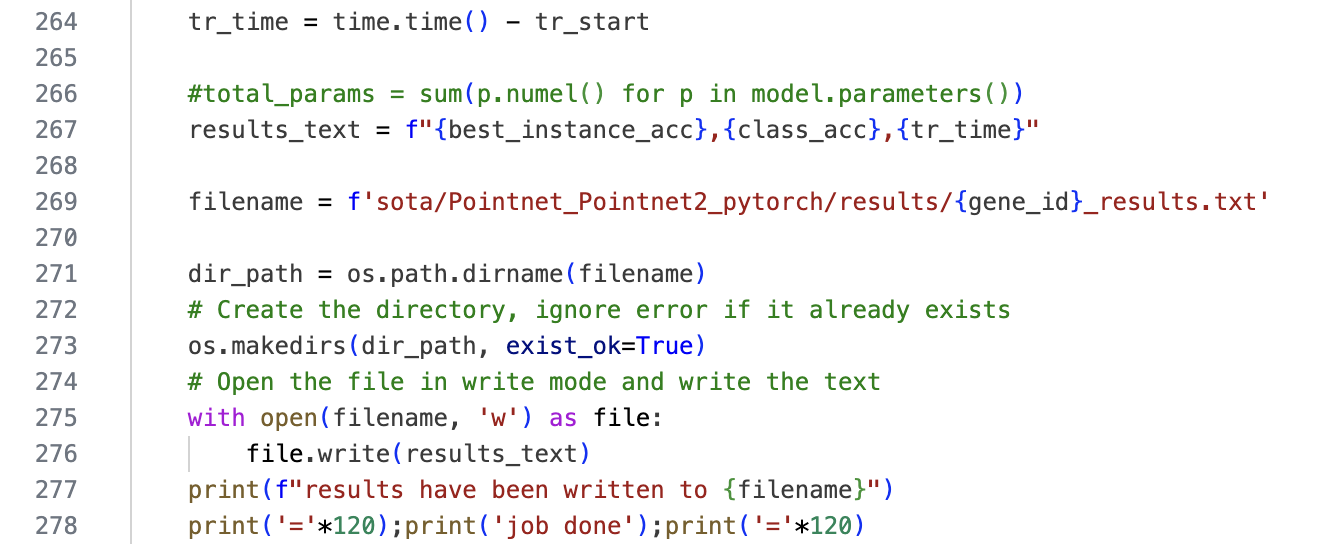 264 tr_time = time.time() - tr_start
265
266 #total_params = sum(p.numel() for p in model.parameters())
267 results_text = f"{best_instance_acc},{class_acc},{tr_time}"
268
269 filename = f'sota/Pointnet_Pointnet2_pytorch/results/{gene_id}_results.txt'
270
271 dir_path = os.path.dirname(filename)
272 # Create the directory, ignore error if it already exists
273 os.makedirs(dir_path, exist_ok=True)
274 # Open the file in write mode and write the text
275 with open(filename, 'w') as file:
276     file.write(results_text)
277 print(f"results have been written to {filename}")
278 print('='*120);print('job done');print('='*120)